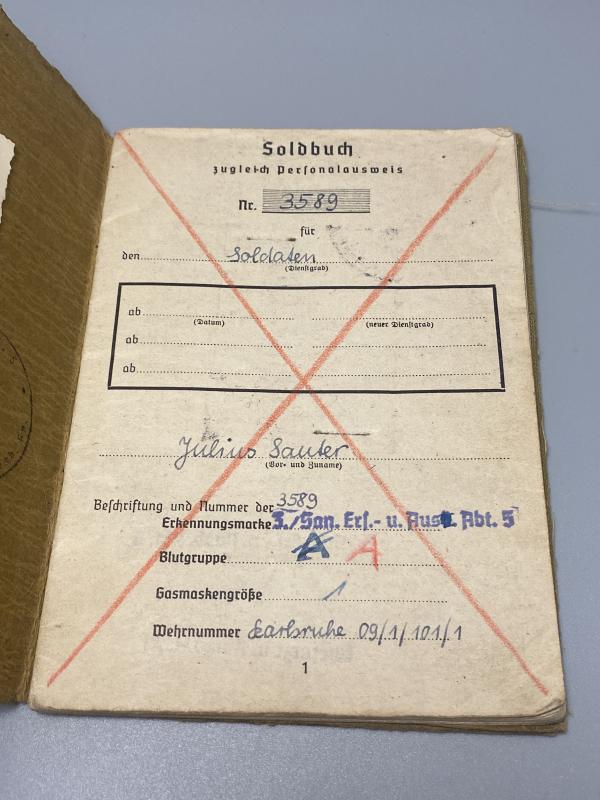 Soldbuch
zugleich Personalausweis
Nr. 3589
für
den Soldaten
(Dienstgrad)
ab
(Datum) (neuer Dienstgrad)
ab
ab
Julius Sauter
(Vor- und Zuname)
Beschriftung und Nummer der 3589
Erkennungsmarke 3./San. Ers.- u. Ausb. Abt. 5
Blutgruppe A A
Gasmaskengröße 1
Wehrnummer Karlsruhe 09/1/101/1
1